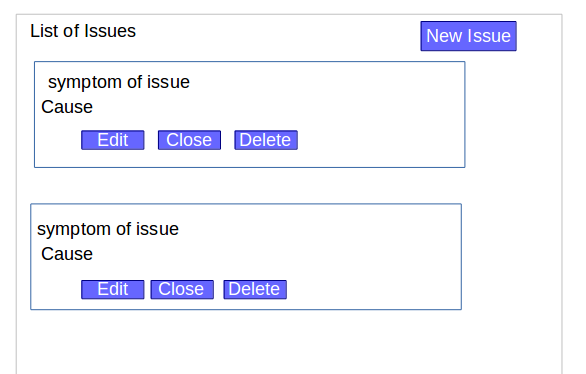 List of Issues New Issue
symptom of issue
Cause
Edit Close Delete
symptom of issue
Cause
Edit Close Delete